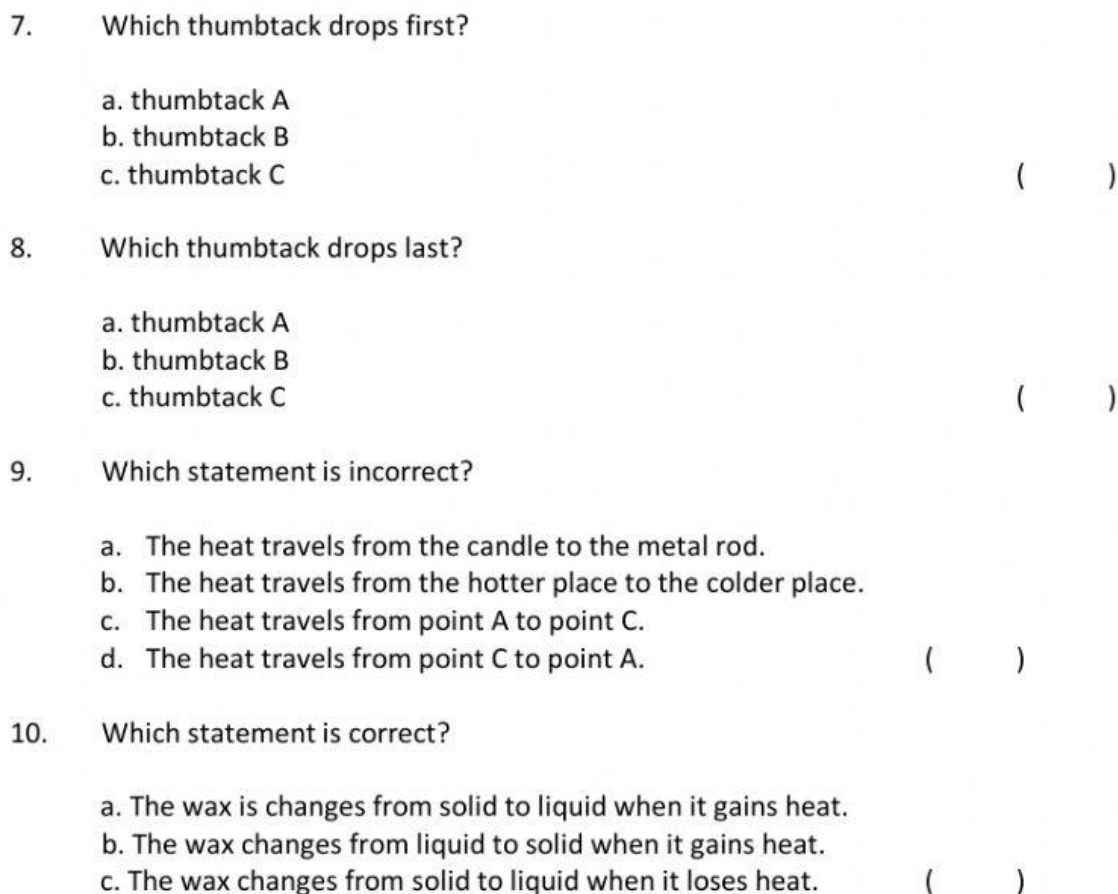 7. Which thumbtack drops first?
a. thumbtack A
b. thumbtack B
c. thumbtack C ( )
8. Which thumbtack drops last?
a. thumbtack A
b. thumbtack B
c. thumbtack C ( )
9. Which statement is incorrect?
a. The heat travels from the candle to the metal rod.
b. The heat travels from the hotter place to the colder place.
c. The heat travels from point A to point C.
d. The heat travels from point C to point A. ( )
10. Which statement is correct?
a. The wax is changes from solid to liquid when it gains heat.
b. The wax changes from liquid to solid when it gains heat.
c. The wax changes from solid to liquid when it loses heat. ( )